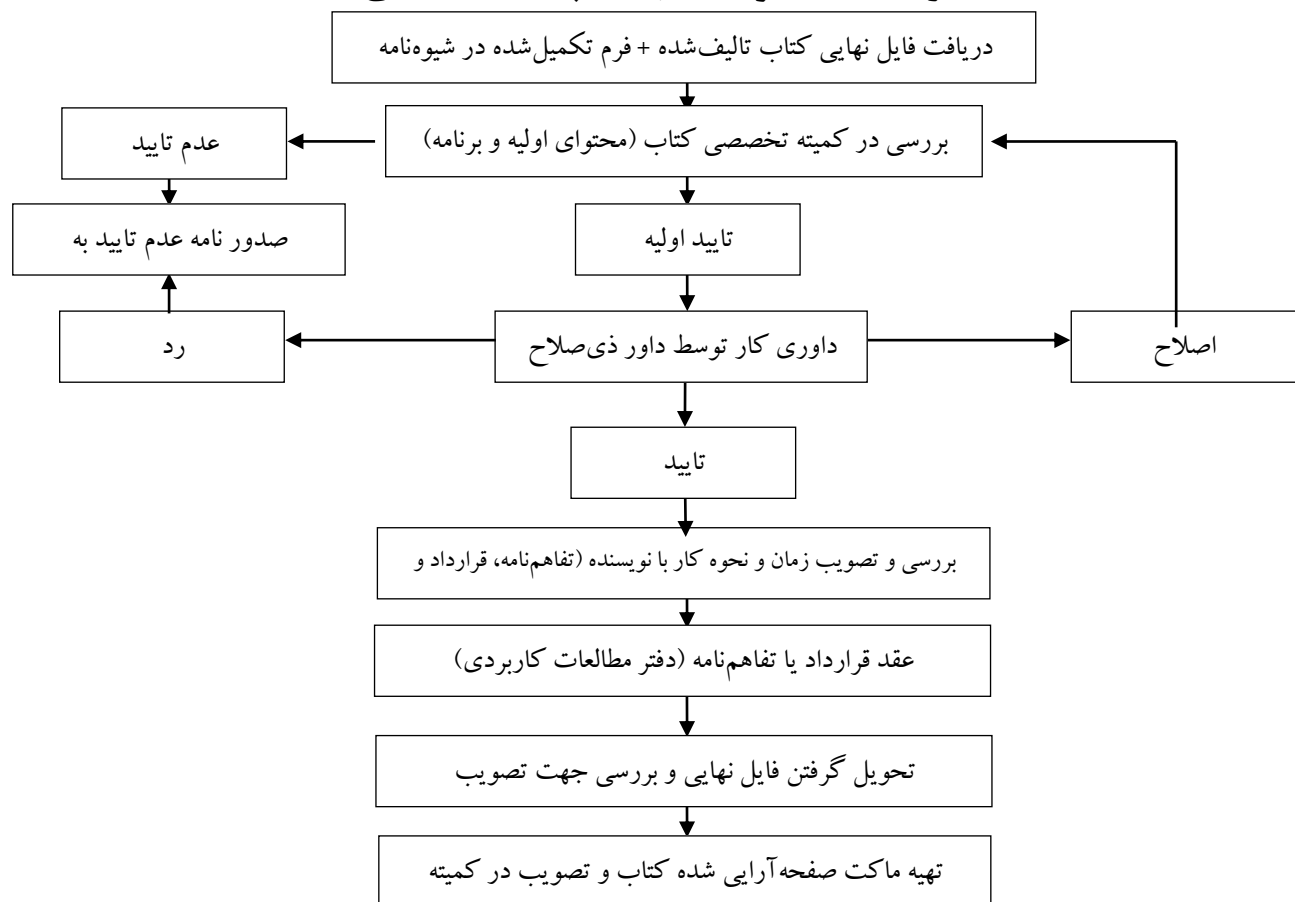 دریافت فایل نهایی کتاب تالیف‌شده + فرم تکمیل‌شده در شیوه‌نامه
بررسی در کمیته تخصصی کتاب (محتوای اولیه و برنامه)
عدم تایید
تایید اولیه
صدور نامه عدم تایید به
اصلاح
داوری کار توسط داور ذی‌صلاح
رد
تایید
بررسی و تصویب زمان و نحوه کار با نویسنده (تفاهم‌نامه، قرارداد و
عقد قرارداد یا تفاهم‌نامه (دفتر مطالعات کاربردی)
تحویل گرفتن فایل نهایی و بررسی جهت تصویب
تهیه ماکت صفحه‌آرایی شده کتاب و تصویب در کمیته